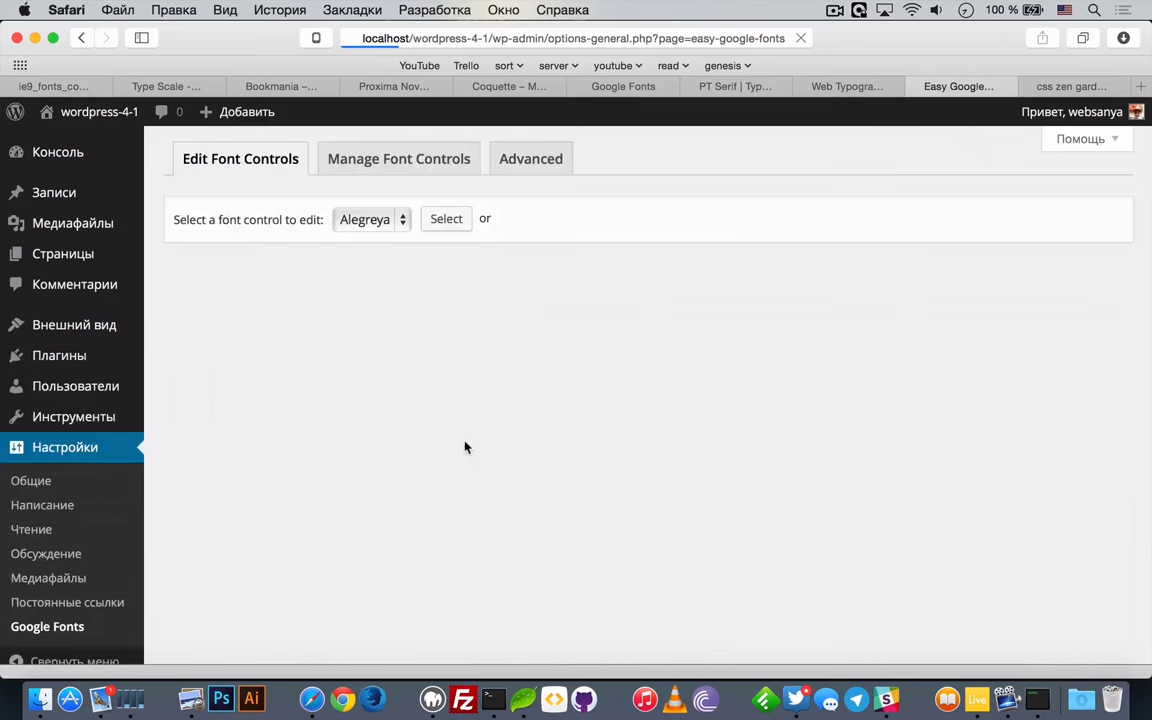 Safari Файл Правка Вид История Закладки Разработка Окно Справка 100 %
localhost/wordpress-4-1/wp-admin/options-general.php?page=easy-google-fonts
YouTube Trello sort server youtube read genesis
ie9_fonts_co... Type Scale -... Bookmania –... Proxima Nov... Coquette – M... Google Fonts PT Serif | Typ... Web Typogra... Easy Google... css zen gard...
wordpress-4-1 0 + Добавить Привет, websanya
Помощь
Edit Font Controls Manage Font Controls Advanced
Select a font control to edit: Alegreya Select or
Консоль
Записи
Медиафайлы
Страницы
Комментарии
Внешний вид
Плагины
Пользователи
Инструменты
Настройки
Общие
Написание
Чтение
Обсуждение
Медиафайлы
Постоянные ссылки
Google Fonts
Свернуть меню
Ps Ai Fz Live